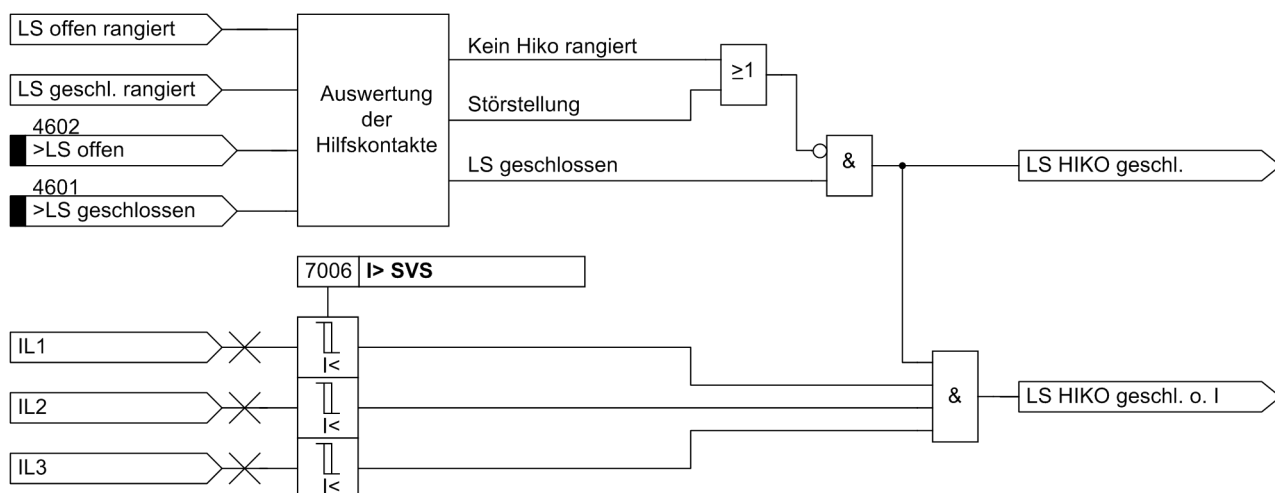 LS offen rangiert
LS geschl. rangiert
4602
>LS offen
4601
>LS geschlossen
Auswertung
der
Hilfskontakte
Kein Hiko rangiert
Störstellung
LS geschlossen
≥1
&
LS HIKO geschl.
7006 I> SVS
IL1
I<
IL2
I<
IL3
I<
&
LS HIKO geschl. o. I